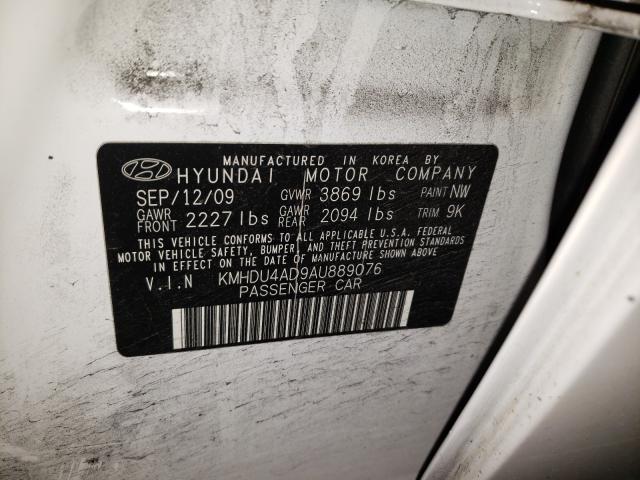 MANUFACTURED IN KOREA BY
HYUNDAI MOTOR COMPANY
SEP/12/09 GVWR 3869 lbs PAINT NW
GAWR FRONT 2227 lbs GAWR REAR 2094 lbs TRIM 9K
THIS VEHICLE CONFORMS TO ALL APPLICABLE U.S.A. FEDERAL
MOTOR VEHICLE SAFETY, BUMPER, AND THEFT PREVENTION STANDARDS
IN EFFECT ON THE DATE OF MANUFACTURE SHOWN ABOVE
V.I.N KMHDU4AD9AU889076
PASSENGER CAR